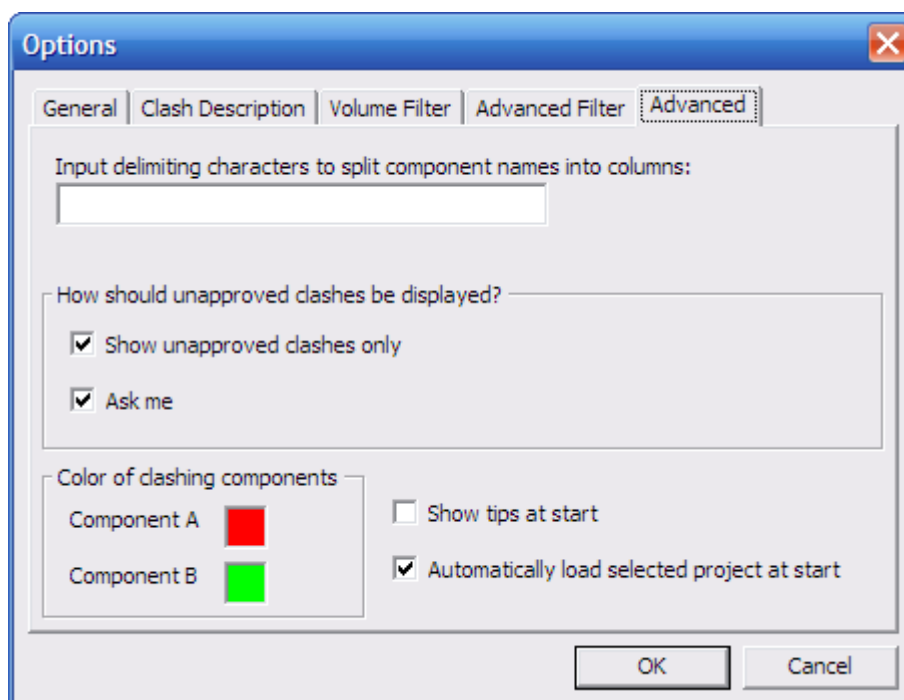 Options
General Clash Description Volume Filter Advanced Filter Advanced
Input delimiting characters to split component names into columns:
How should unapproved clashes be displayed?
Show unapproved clashes only
Ask me
Color of clashing components
Component A
Component B
Show tips at start
Automatically load selected project at start
OK Cancel